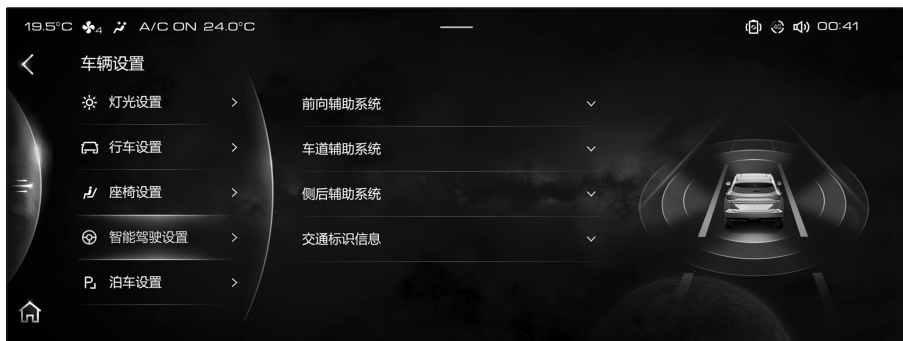 19.5°C 4 A/C ON 24.0°C 00:41
车辆设置
灯光设置
行车设置
座椅设置
智能驾驶设置
泊车设置
前向辅助系统
车道辅助系统
侧后辅助系统
交通标识信息